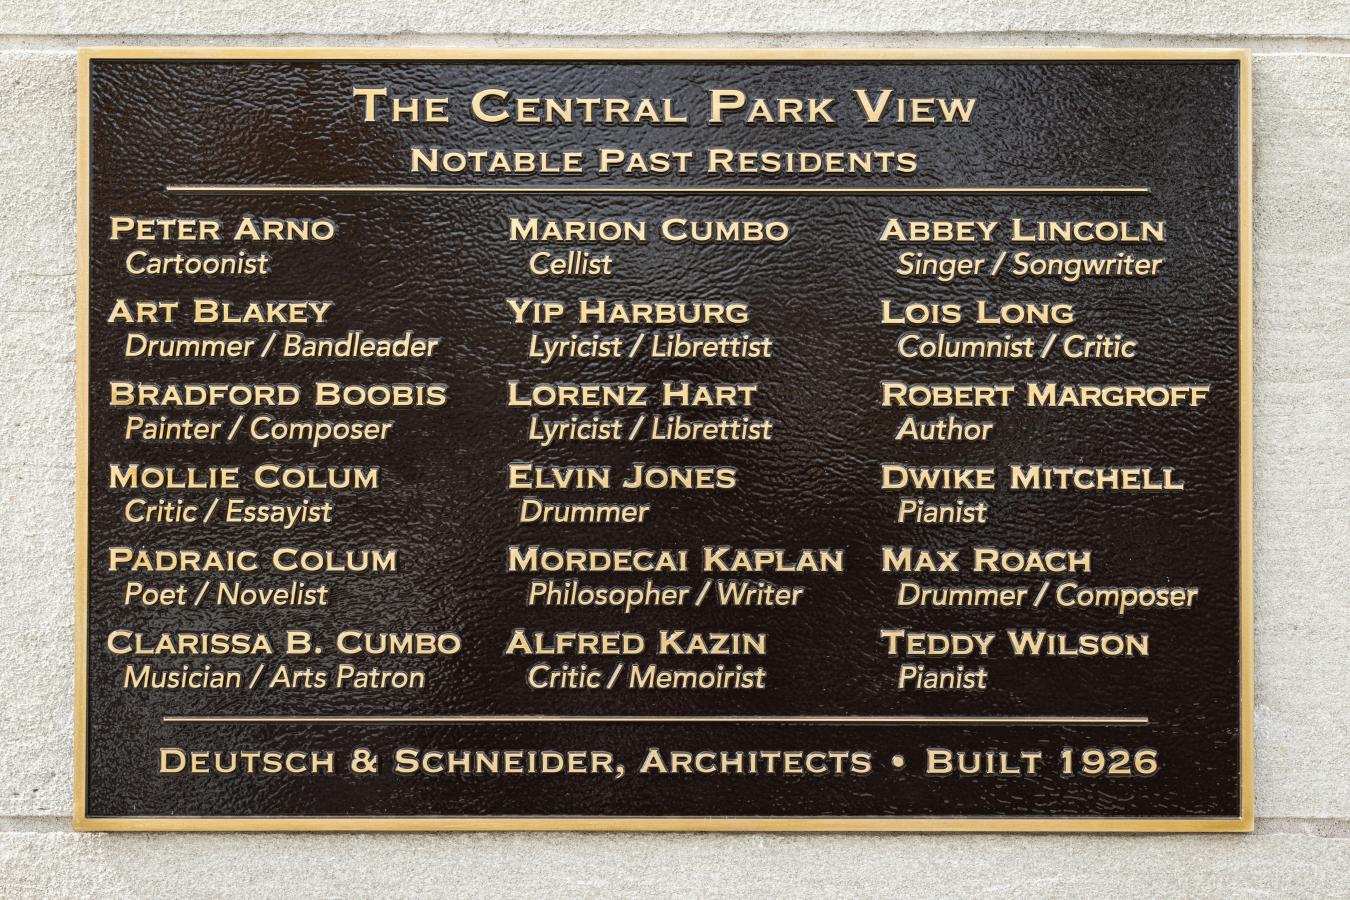 The Central Park View
Notable Past Residents
Peter Arno
Cartoonist
Art Blakey
Drummer / Bandleader
Bradford Boobis
Painter / Composer
Mollie Colum
Critic / Essayist
Padraic Colum
Poet / Novelist
Clarissa B. Cumbo
Musician / Arts Patron
Marion Cumbo
Cellist
Yip Harburg
Lyricist / Librettist
Lorenz Hart
Lyricist / Librettist
Elvin Jones
Drummer
Mordecai Kaplan
Philosopher / Writer
Alfred Kazin
Critic / Memoirist
Abbey Lincoln
Singer / Songwriter
Lois Long
Columnist / Critic
Robert Margroff
Author
Dwike Mitchell
Pianist
Max Roach
Drummer / Composer
Teddy Wilson
Pianist
Deutsch & Schneider, Architects • Built 1926